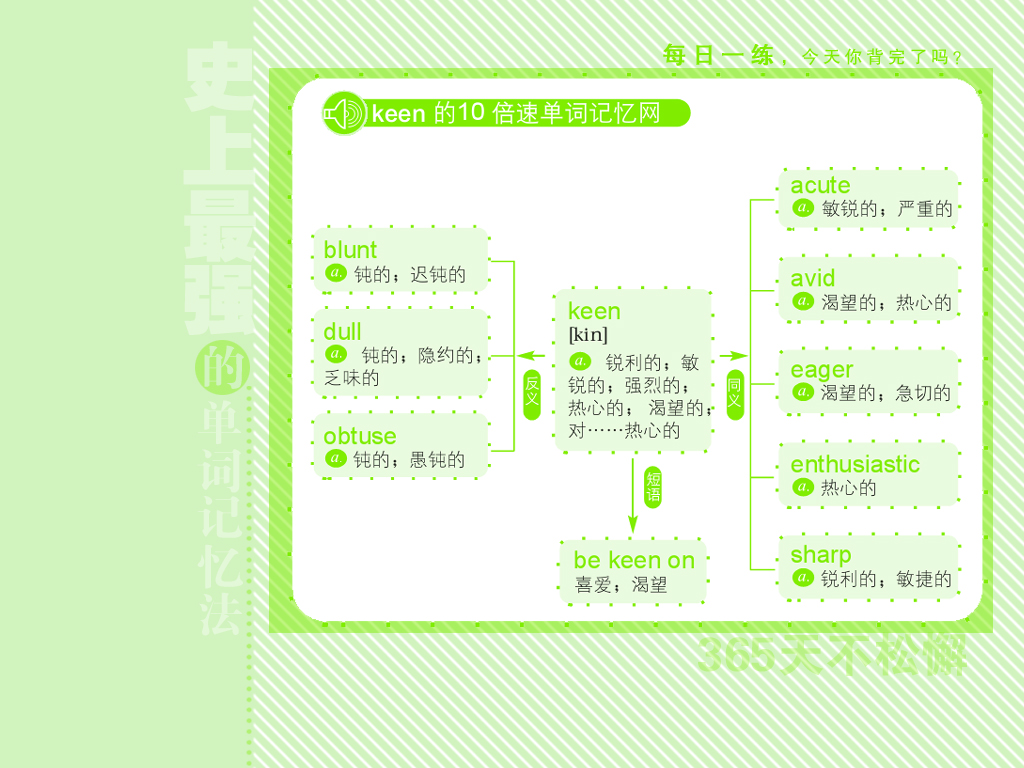 史上最强的单词记忆法
每日一练，今天你背完了吗？
keen 的10 倍速单词记忆网
blunt
a. 钝的；迟钝的
dull
a. 钝的；隐约的；
乏味的
obtuse
a. 钝的；愚钝的
反义
keen
[kin]
a. 锐利的；敏
锐的；强烈的；
热心的； 渴望的；
对……热心的
同义
acute
a. 敏锐的；严重的
avid
a. 渴望的；热心的
eager
a. 渴望的；急切的
enthusiastic
a. 热心的
sharp
a. 锐利的；敏捷的
短语
be keen on
喜爱；渴望
365天不松懈